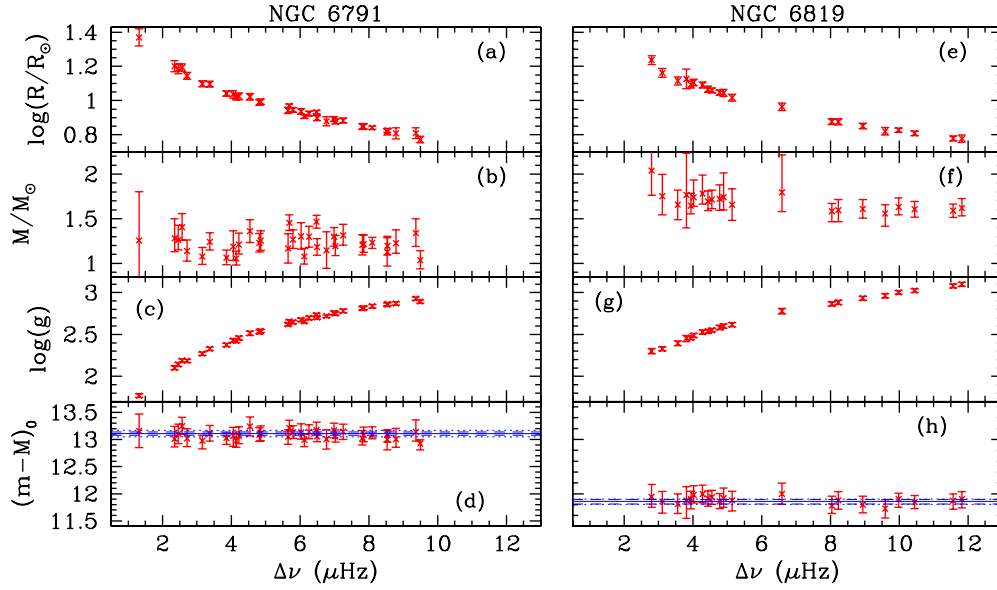 NGC 6791
NGC 6819
1.4
1.2
1
0.8
log(R/R⊙)
(a)
(e)
2
1.5
1
M/M⊙
(b)
(f)
3
2.5
2
log(g)
(c)
(g)
13.5
13
12.5
12
11.5
(m−M)0
(d)
(h)
2 4 6 8 10 12
2 4 6 8 10 12
Δν (μHz)
Δν (μHz)